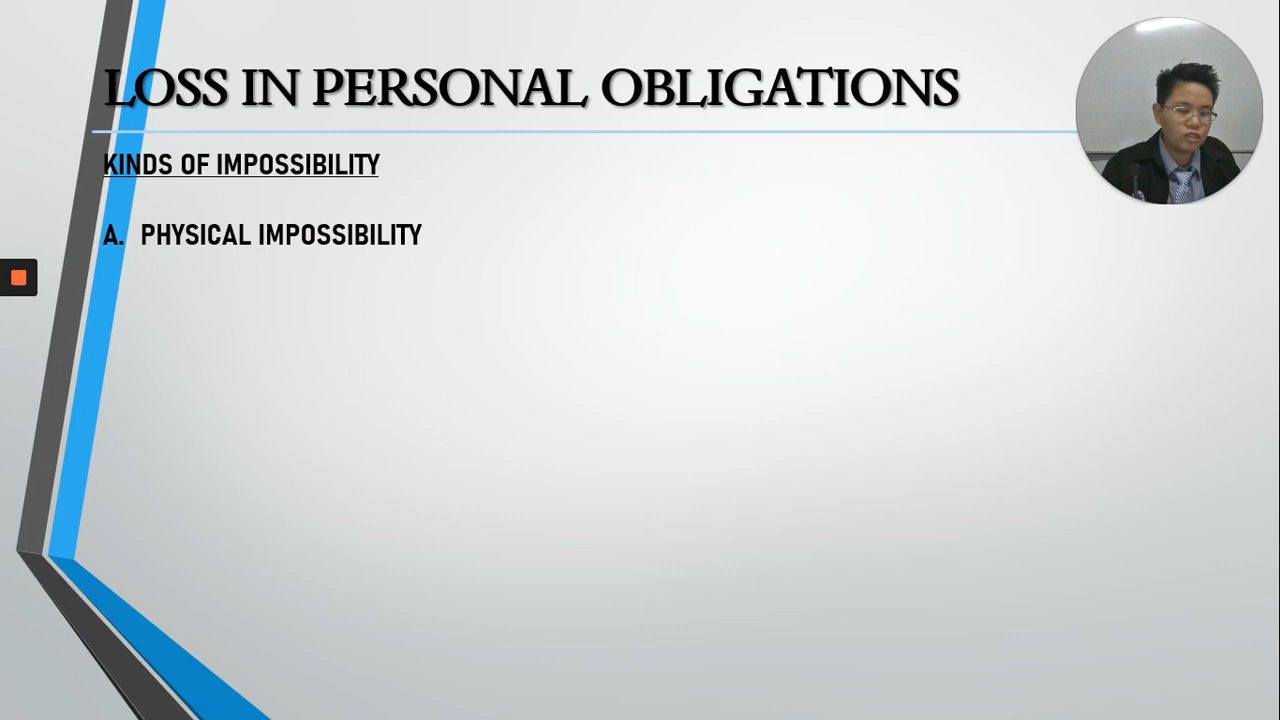 LOSS IN PERSONAL OBLIGATIONS
KINDS OF IMPOSSIBILITY
A. PHYSICAL IMPOSSIBILITY